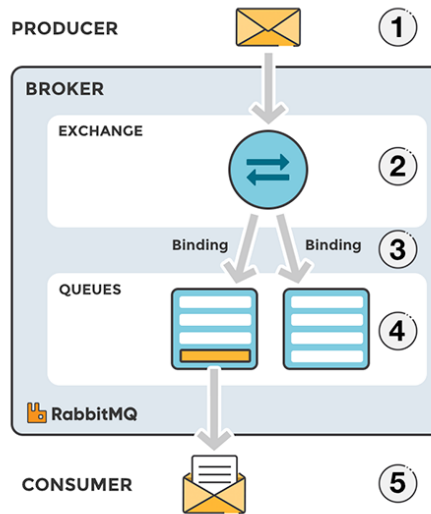 PRODUCER 1
BROKER
EXCHANGE
2
Binding Binding 3
QUEUES
4
RabbitMQ
CONSUMER 5